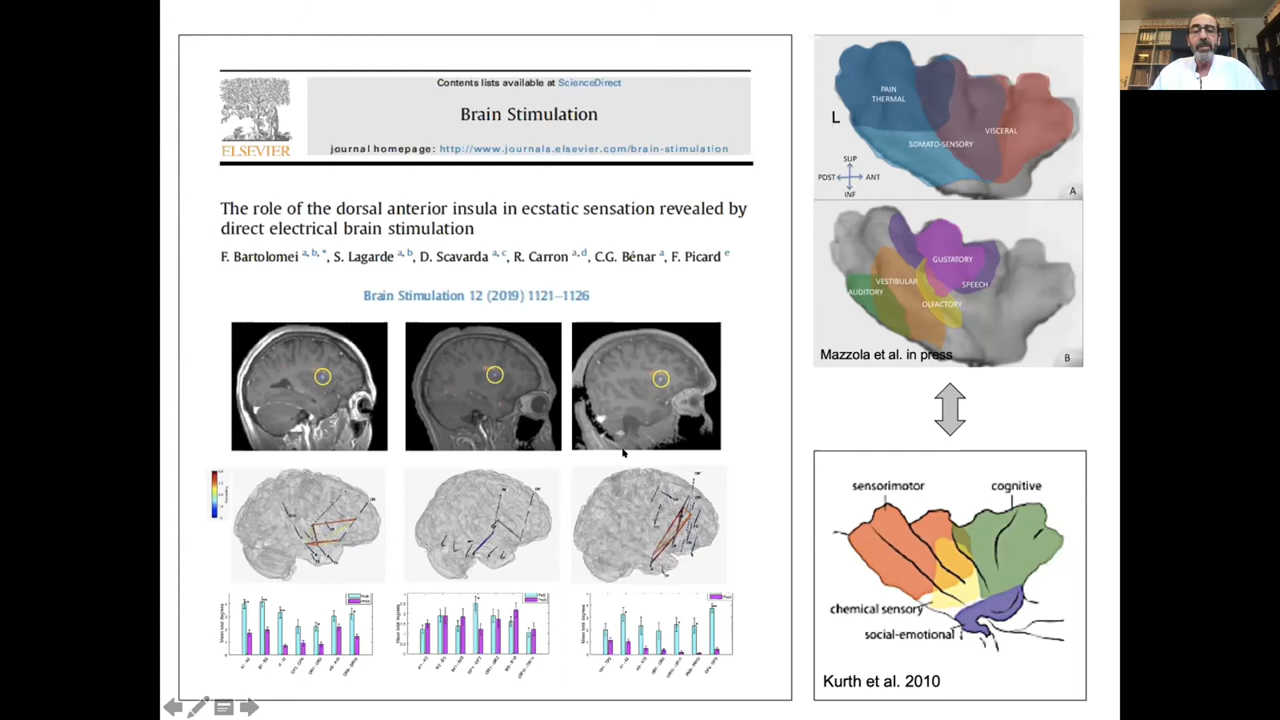 Contents lists available at ScienceDirect
Brain Stimulation
ELSEVIER
journal homepage: http://www.journals.elsevier.com/brain-stimulation
The role of the dorsal anterior insula in ecstatic sensation revealed by
direct electrical brain stimulation
F. Bartolomei a, b, *, S. Lagarde a, b, D. Scavarda a, c, R. Carron a, d, C.G. Bénar a, F. Picard e
Brain Stimulation 12 (2019) 1121–1126
PAIN
THERMAL
L
VISCERAL
SOMATO-SENSORY
SUP
POST
ANT
INF
A
GUSTATORY
VESTIBULAR
SPEECH
AUDITORY
OLFACTORY
Mazzola et al. in press
B
sensorimotor
cognitive
chemical sensory
social-emotional
Kurth et al. 2010